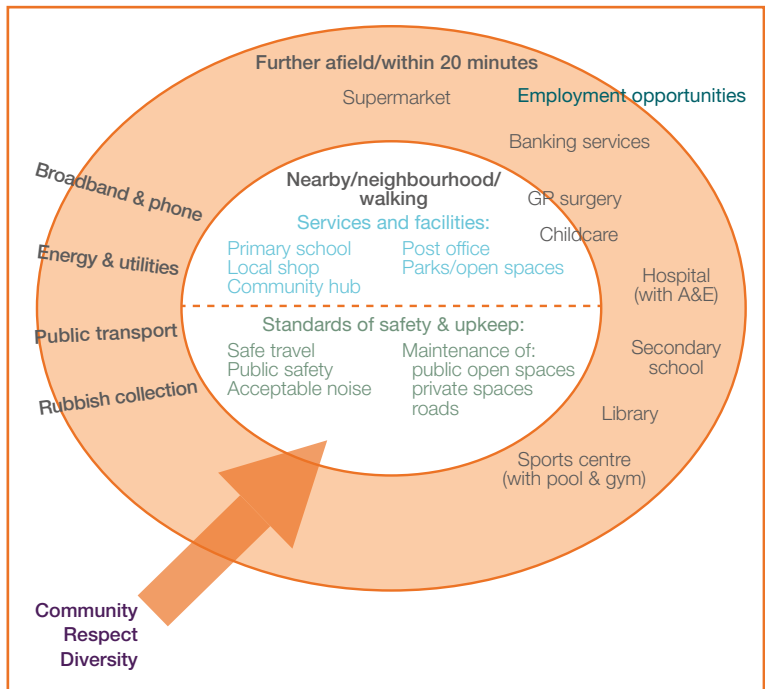 Further afield/within 20 minutes
Supermarket
Employment opportunities
Banking services
GP surgery
Childcare
Hospital
(with A&E)
Secondary
school
Library
Sports centre
(with pool & gym)
Broadband & phone
Energy & utilities
Public transport
Rubbish collection
Nearby/neighbourhood/
walking
Services and facilities:
Primary school
Local shop
Community hub
Post office
Parks/open spaces
Standards of safety & upkeep:
Safe travel
Public safety
Acceptable noise
Maintenance of:
public open spaces
private spaces
roads
Community
Respect
Diversity